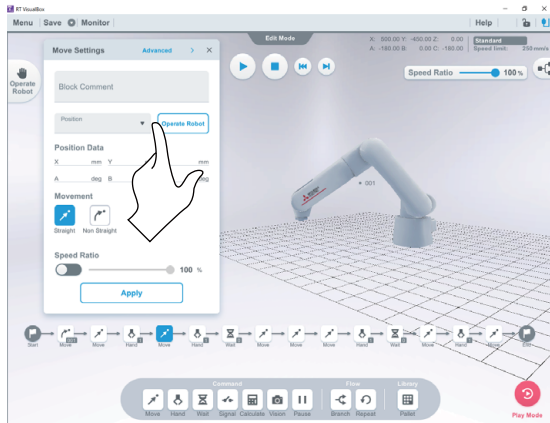 RT VisualBox
Menu Save Monitor Help
Edit Mode
X: 500.00 Y: -400.00 Z: 0.00
A: -180.00 B: 0.00 C: -180.00
Standard
Speed limit 250 mm/s
Operate
Robot
Speed Ratio 100 %
Move Settings Advanced > ×
Block Comment
Position
Operate Robot
Position Data
X mm Y mm
A deg B deg
Movement
Straight Non Straight
Speed Ratio
100 %
Apply
001
Start Move Move Hand Move Hand Wait Move Move Move Hand Wait Move Hand Move End
Command Flow Library
Move Hand Wait Signal Calculate Vision Pause Branch Repeat Pallet
Play Mode